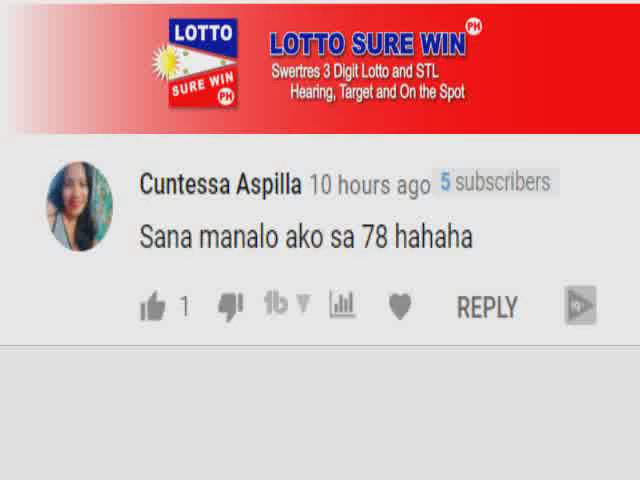 LOTTO
SURE WIN
PH
LOTTO SURE WIN PH
Swertres 3 Digit Lotto and STL
Hearing, Target and On the Spot
Cuntessa Aspilla 10 hours ago 5 subscribers
Sana manalo ako sa 78 hahaha
1 REPLY